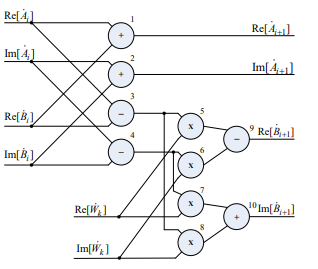 Re[Ȧᵢ] 1 Re[Ȧᵢ₊₁]
+
Im[Ȧᵢ] 2 Im[Ȧᵢ₊₁]
+
3
Re[Ḃᵢ] − 5 9 Re[Ḃᵢ₊₁]
x −
4
Im[Ḃᵢ] − 6
x
7
Re[Ẇₖ] x 10 Im[Ḃᵢ₊₁]
+
8
Im[Ẇₖ] x